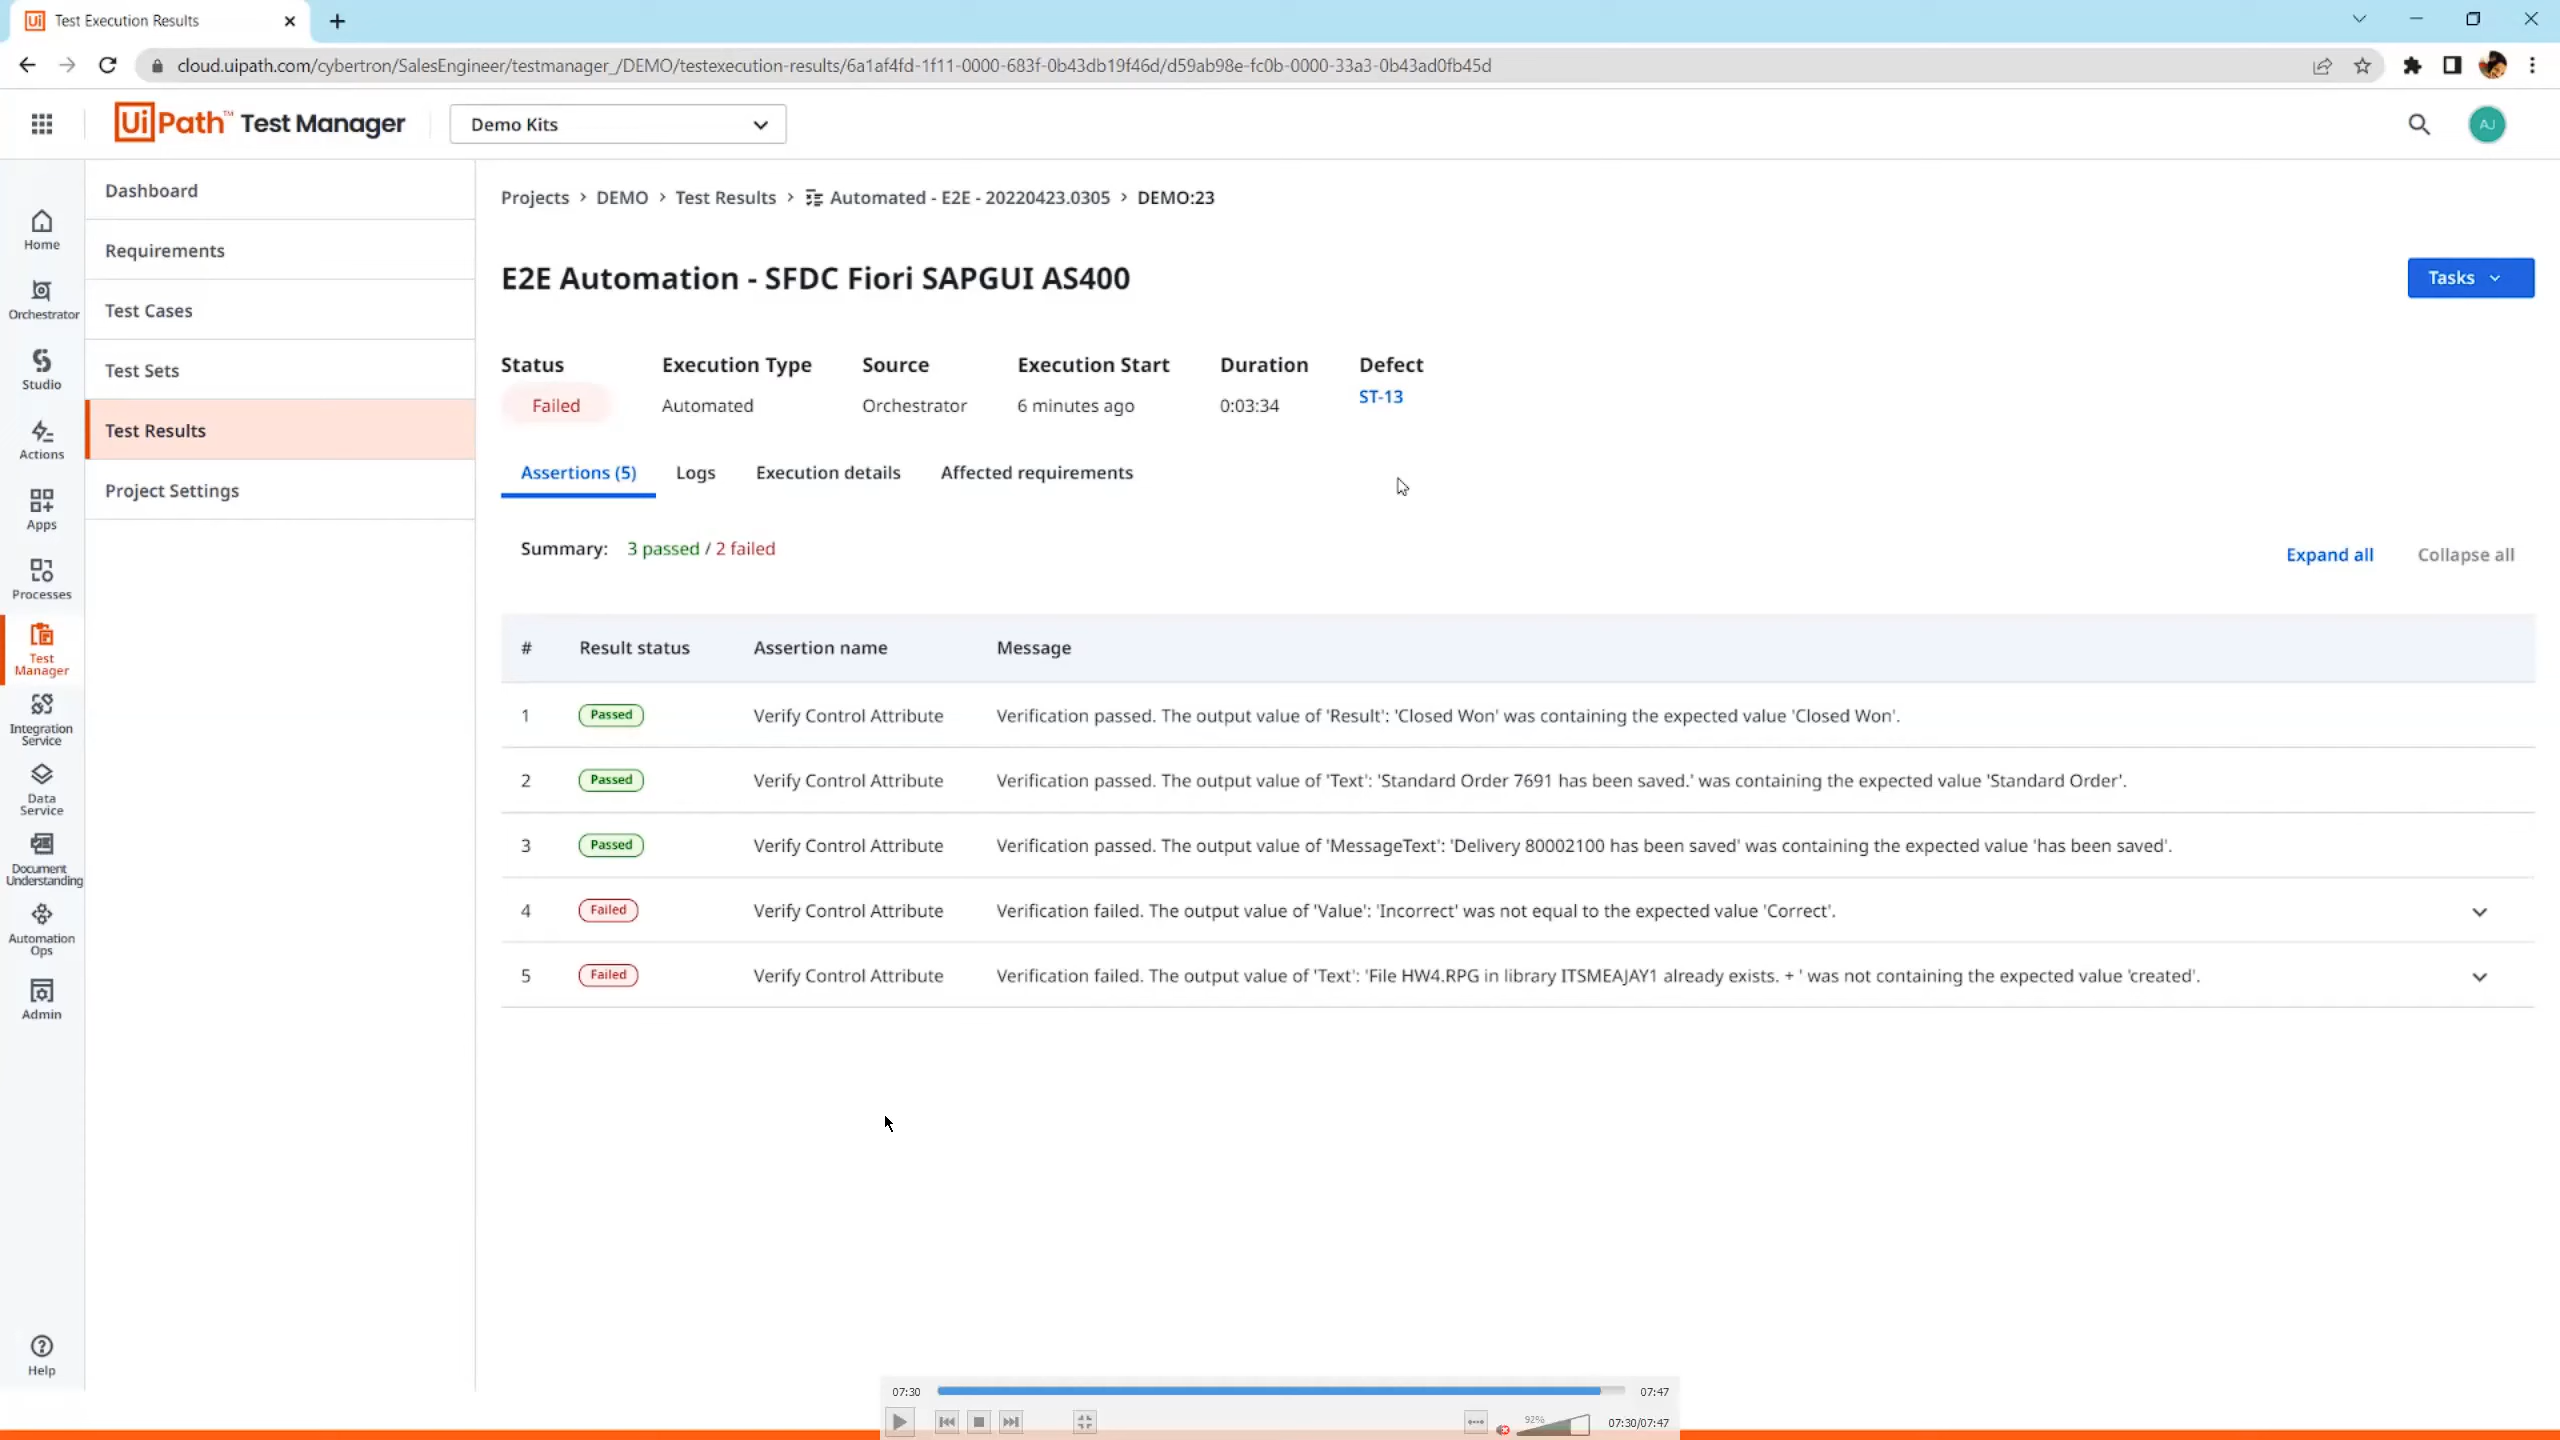 Test Execution Results
cloud.uipath.com/cybertron/SalesEngineer/testmanager_/DEMO/testexecution-results/6a1af4fd-1f11-0000-683f-0b43db19f46d/d59ab98e-fc0b-0000-33a3-0b43ad0fb45d
UiPath™ Test Manager
Demo Kits
AJ
Home
Orchestrator
Studio
Actions
Apps
Processes
Test
Manager
Integration
Service
Data
Service
Document
Understanding
Automation
Ops
Admin
Help
Dashboard
Requirements
Test Cases
Test Sets
Test Results
Project Settings
Projects > DEMO > Test Results > Automated - E2E - 20220423.0305 > DEMO:23
E2E Automation - SFDC Fiori SAPGUI AS400
Tasks
Status Execution Type Source Execution Start Duration Defect
Failed Automated Orchestrator 6 minutes ago 0:03:34 ST-13
Assertions (5) Logs Execution details Affected requirements
Summary: 3 passed / 2 failed
Expand all Collapse all
# Result status Assertion name Message
1 Passed Verify Control Attribute Verification passed. The output value of 'Result': 'Closed Won' was containing the expected value 'Closed Won'.
2 Passed Verify Control Attribute Verification passed. The output value of 'Text': 'Standard Order 7691 has been saved.' was containing the expected value 'Standard Order'.
3 Passed Verify Control Attribute Verification passed. The output value of 'MessageText': 'Delivery 80002100 has been saved' was containing the expected value 'has been saved'.
4 Failed Verify Control Attribute Verification failed. The output value of 'Value': 'Incorrect' was not equal to the expected value 'Correct'.
5 Failed Verify Control Attribute Verification failed. The output value of 'Text': 'File HW4.RPG in library ITSMEAJAY1 already exists. + ' was not containing the expected value 'created'.
07:30 07:47
92% 07:30/07:47